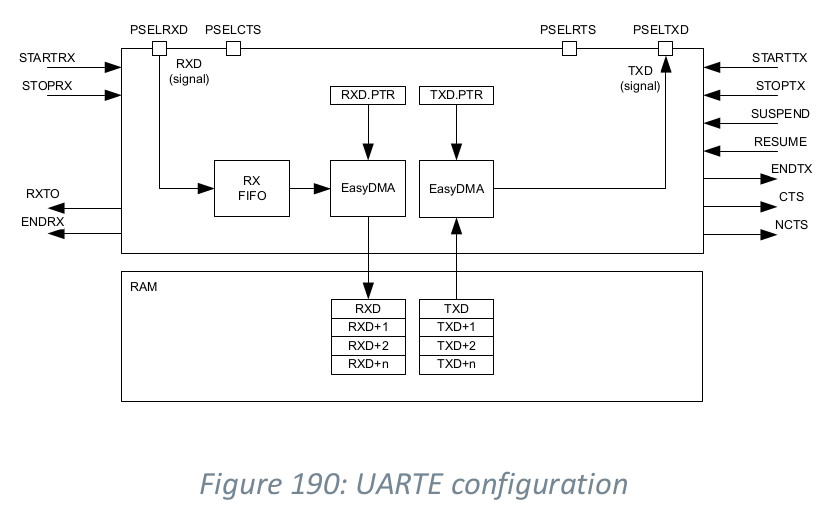 PSELRXD PSELCTS PSELRTS PSELTXD
STARTRX
STOPRX
RXD
(signal)
TXD
(signal)
STARTTX
STOPTX
SUSPEND
RESUME
RXD.PTR TXD.PTR
RX
FIFO
EasyDMA EasyDMA
RXTO
ENDRX
ENDTX
CTS
NCTS
RAM
RXD TXD
RXD+1 TXD+1
RXD+2 TXD+2
RXD+n TXD+n
Figure 190: UARTE configuration